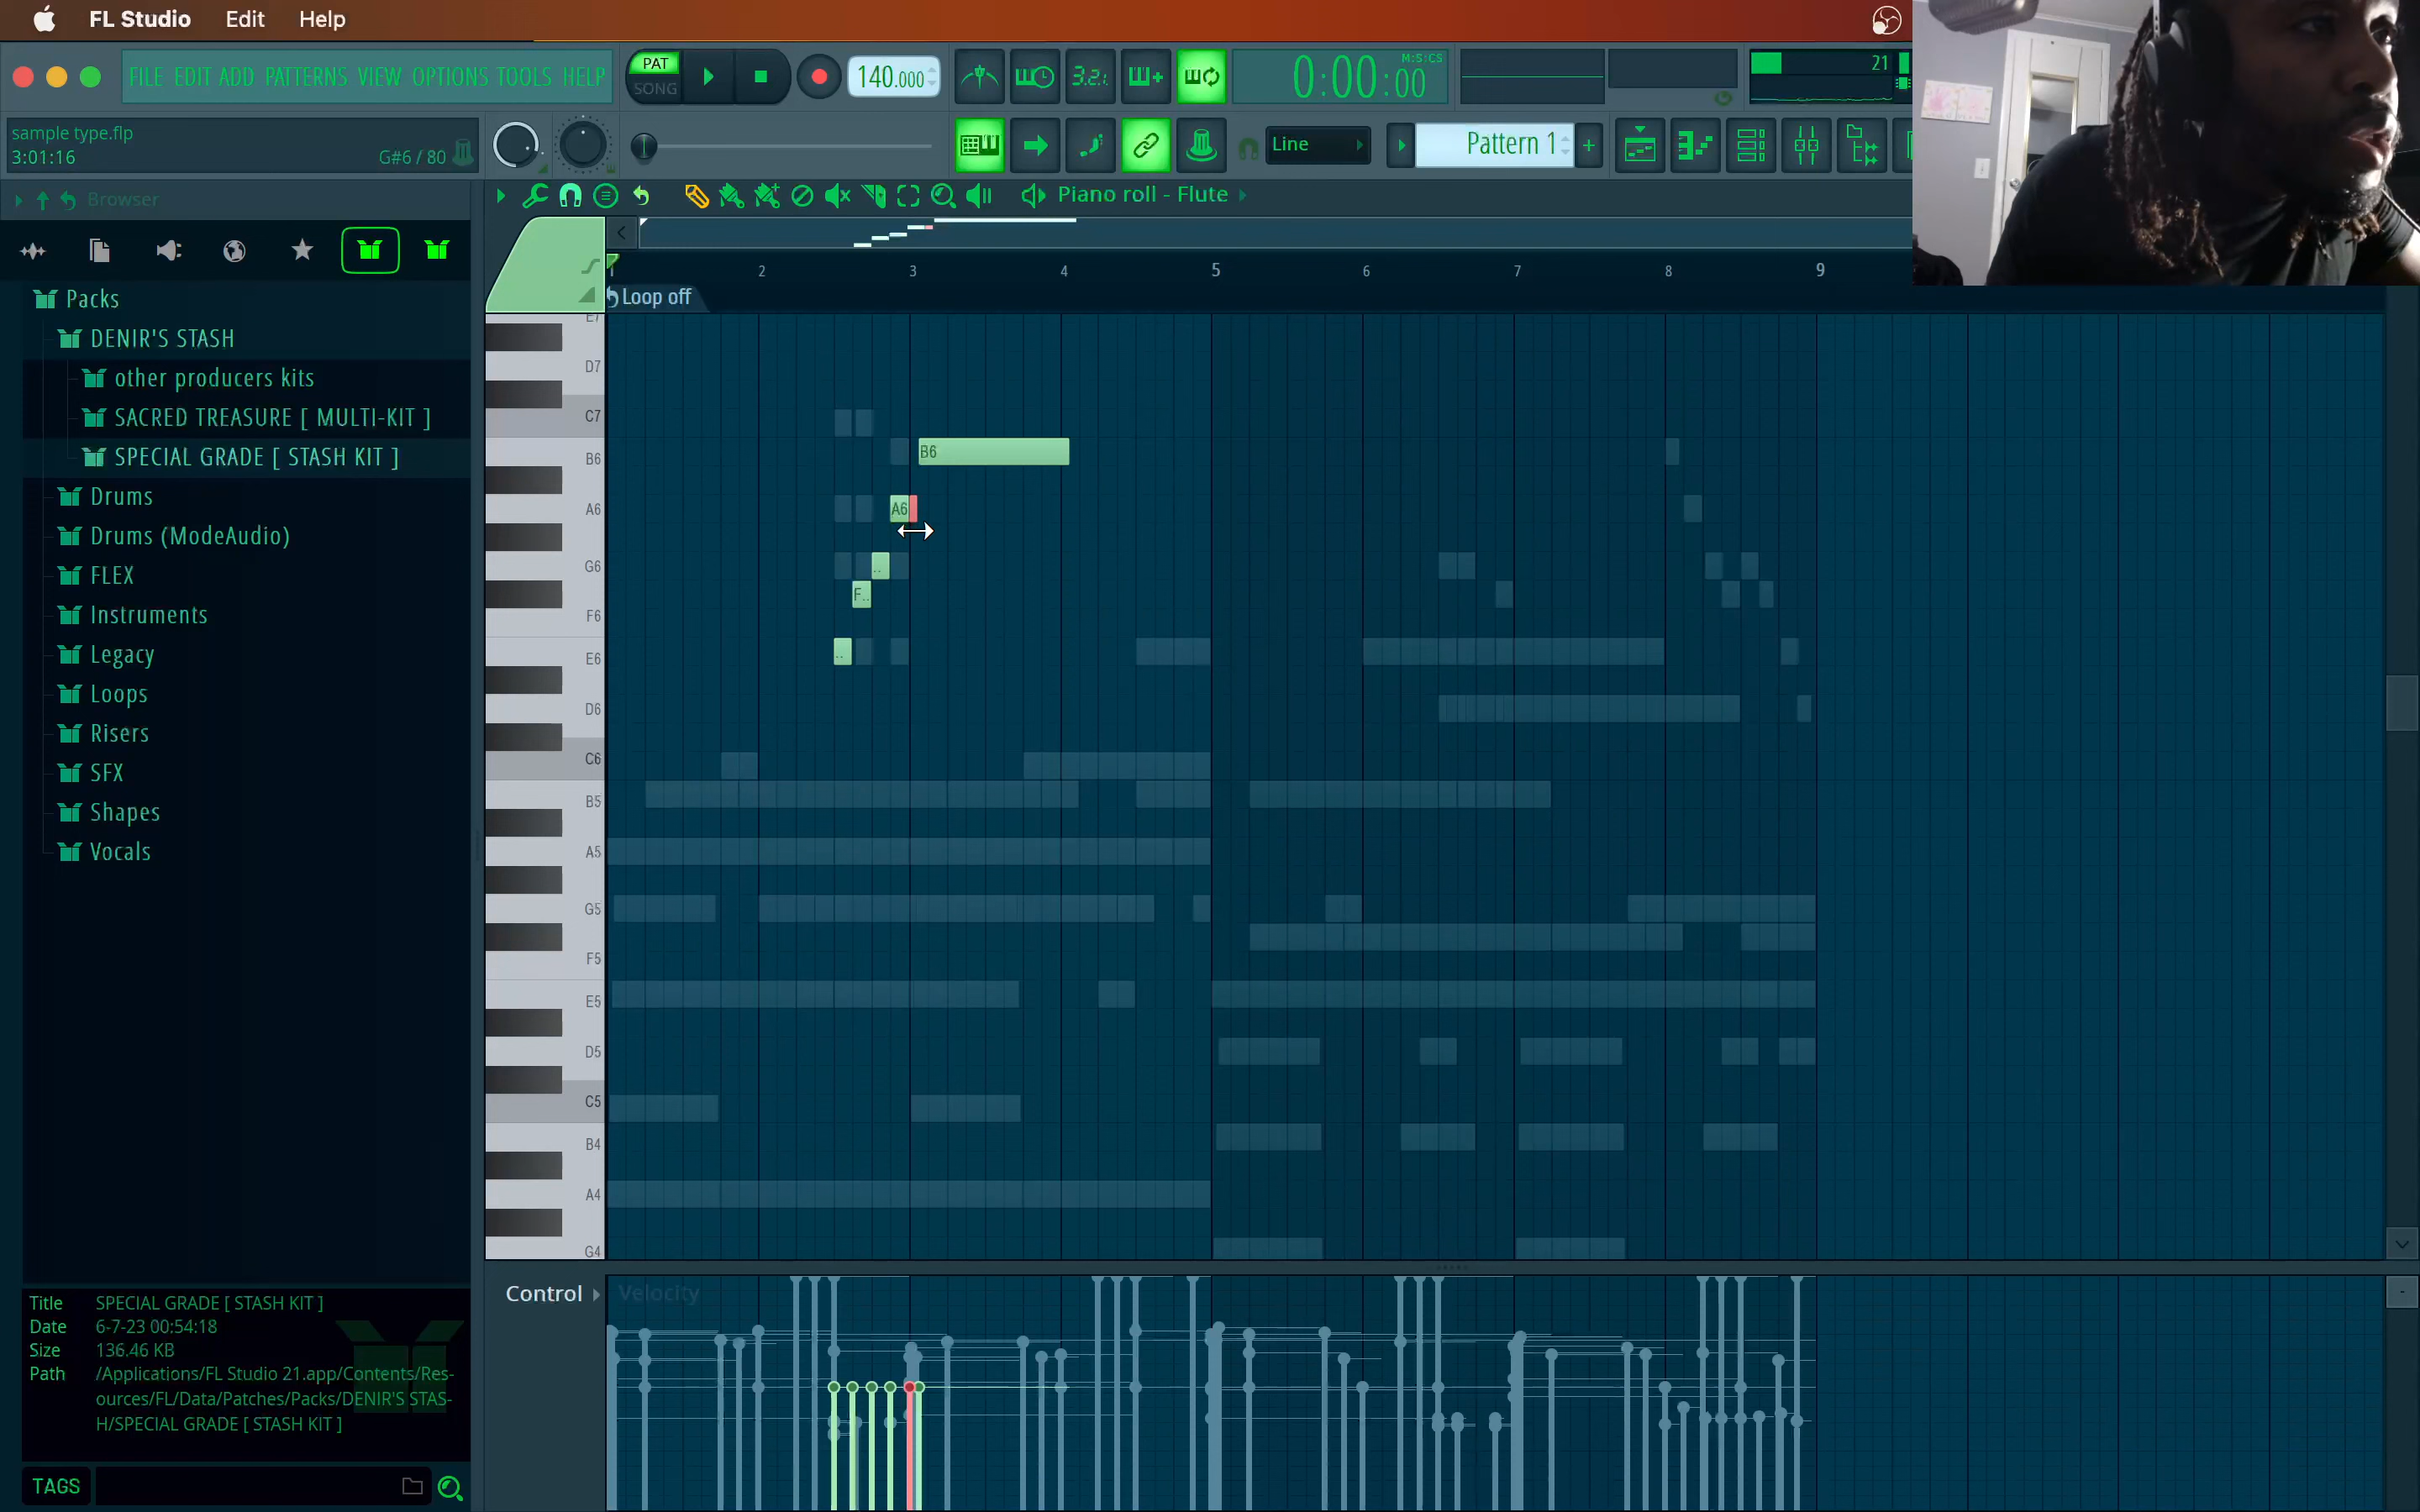 FL Studio Edit Help
FILE EDIT ADD PATTERNS VIEW OPTIONS TOOLS HELP
PAT
SONG
140.000
3.2.
M:S:CS
0:00:00
21
sample type.flp
3:01:16
G#6 / 80
Line
Pattern 1
Browser
Piano roll - Flute
Packs
DENIR'S STASH
other producers kits
SACRED TREASURE [ MULTI-KIT ]
SPECIAL GRADE [ STASH KIT ]
Drums
Drums (ModeAudio)
FLEX
Instruments
Legacy
Loops
Risers
SFX
Shapes
Vocals
1 2 3 4 5 6 7 8 9
Loop off
E7
D7
C7
B6
B6
A6
A6
G6
F..
F6
E6
D6
C6
B5
A5
G5
F5
E5
D5
C5
B4
A4
G4
Control
Velocity
Title SPECIAL GRADE [ STASH KIT ]
Date 6-7-23 00:54:18
Size 136.46 KB
Path /Applications/FL Studio 21.app/Contents/Res-
ources/FL/Data/Patches/Packs/DENIR'S STAS-
H/SPECIAL GRADE [ STASH KIT ]
TAGS